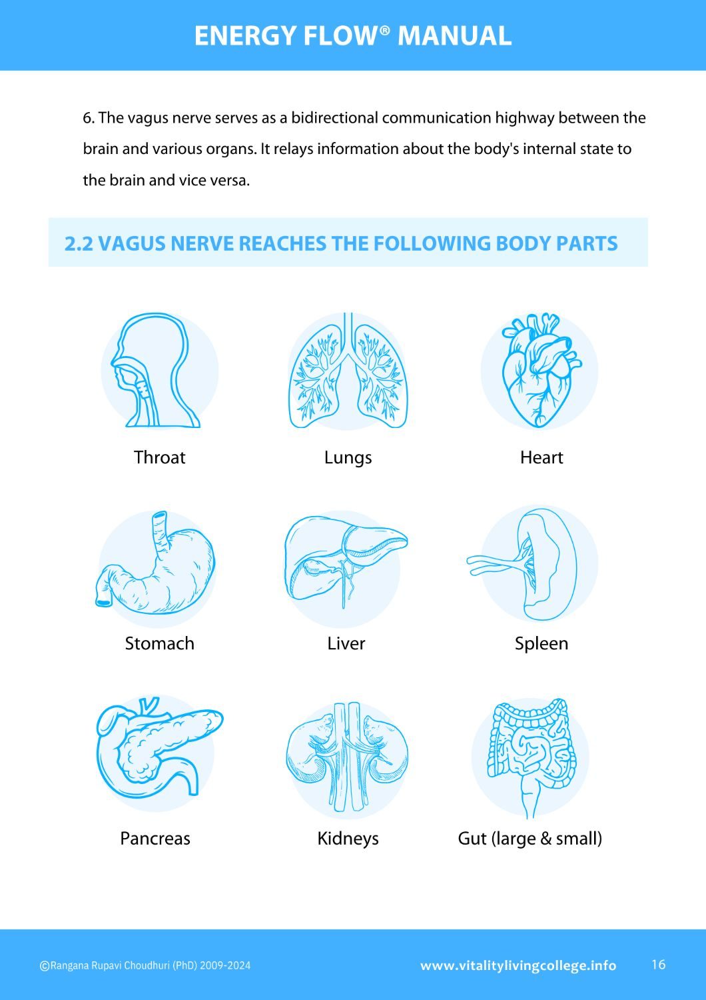 ENERGY FLOW® MANUAL
6. The vagus nerve serves as a bidirectional communication highway between the
brain and various organs. It relays information about the body's internal state to
the brain and vice versa.
2.2 VAGUS NERVE REACHES THE FOLLOWING BODY PARTS
Throat
Lungs
Heart
Stomach
Liver
Spleen
Pancreas
Kidneys
Gut (large & small)
©Rangana Rupavi Choudhuri (PhD) 2009-2024
www.vitalitylivingcollege.info
16